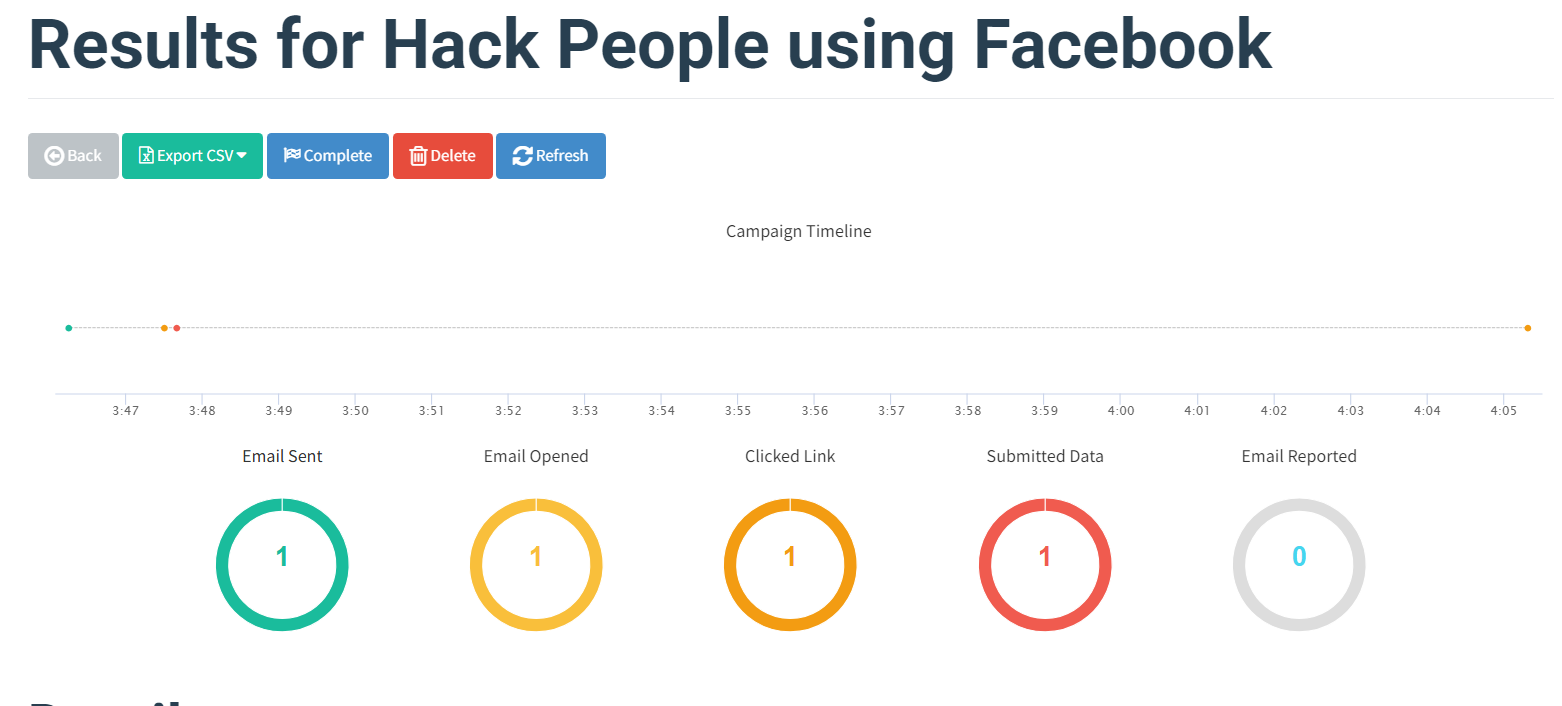 Results for Hack People using Facebook
Back Export CSV Complete Delete Refresh
Campaign Timeline
3:47 3:48 3:49 3:50 3:51 3:52 3:53 3:54 3:55 3:56 3:57 3:58 3:59 4:00 4:01 4:02 4:03 4:04 4:05
Email Sent Email Opened Clicked Link Submitted Data Email Reported
1 1 1 1 0